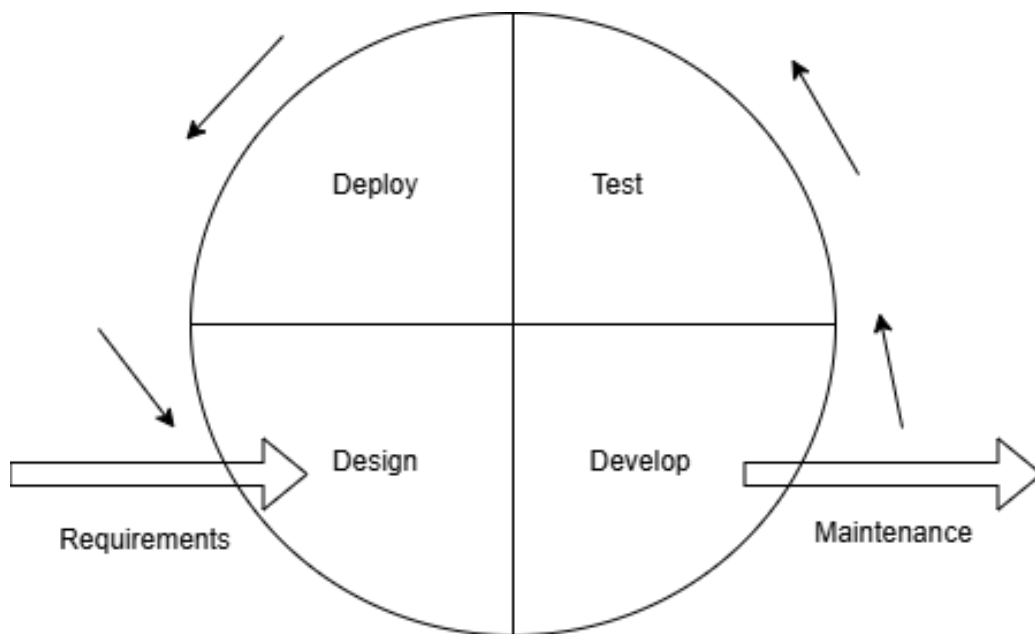 Deploy
Test
Design
Develop
Requirements
Maintenance